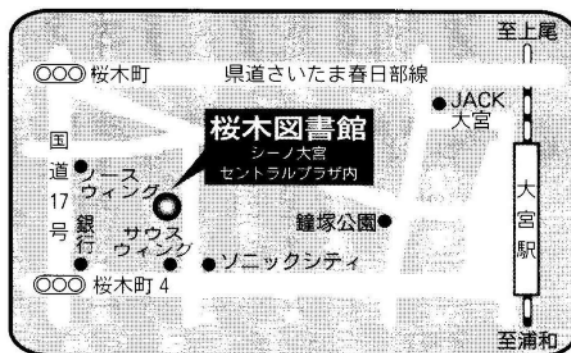 至上尾
桜木町
県道さいたま春日部線
JACK
大宮
桜木図書館
シーノ大宮
セントラルプラザ内
国道17号
ノース
ウィング
大宮駅
鐘塚公園
銀行
サウス
ウィング
ソニックシティ
桜木町4
至浦和